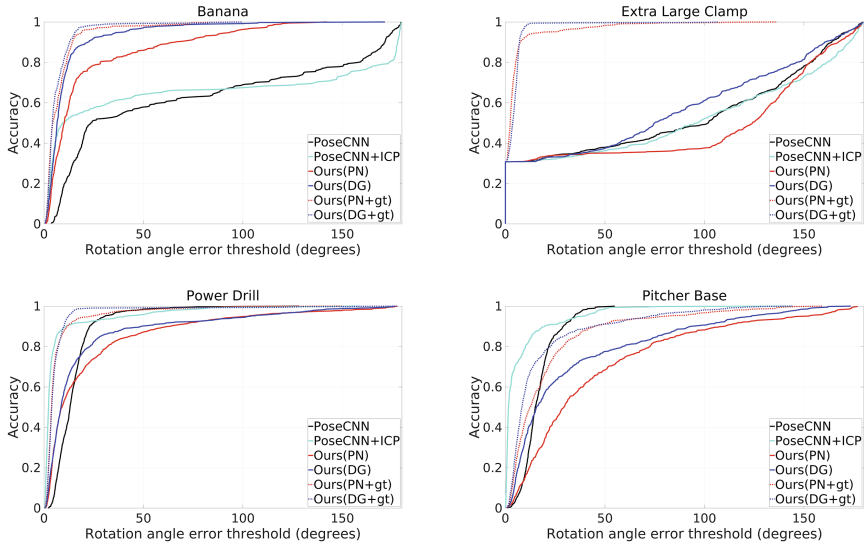 Banana
Accuracy
1
0.8
0.6
0.4
0.2
0
0 50 100 150
Rotation angle error threshold (degrees)
PoseCNN
PoseCNN+ICP
Ours(PN)
Ours(DG)
Ours(PN+gt)
Ours(DG+gt)
Extra Large Clamp
Accuracy
1
0.8
0.6
0.4
0.2
0
0 50 100 150
Rotation angle error threshold (degrees)
PoseCNN
PoseCNN+ICP
Ours(PN)
Ours(DG)
Ours(PN+gt)
Ours(DG+gt)
Power Drill
Accuracy
1
0.8
0.6
0.4
0.2
0
0 50 100 150
Rotation angle error threshold (degrees)
PoseCNN
PoseCNN+ICP
Ours(PN)
Ours(DG)
Ours(PN+gt)
Ours(DG+gt)
Pitcher Base
Accuracy
1
0.8
0.6
0.4
0.2
0
0 50 100 150
Rotation angle error threshold (degrees)
PoseCNN
PoseCNN+ICP
Ours(PN)
Ours(DG)
Ours(PN+gt)
Ours(DG+gt)